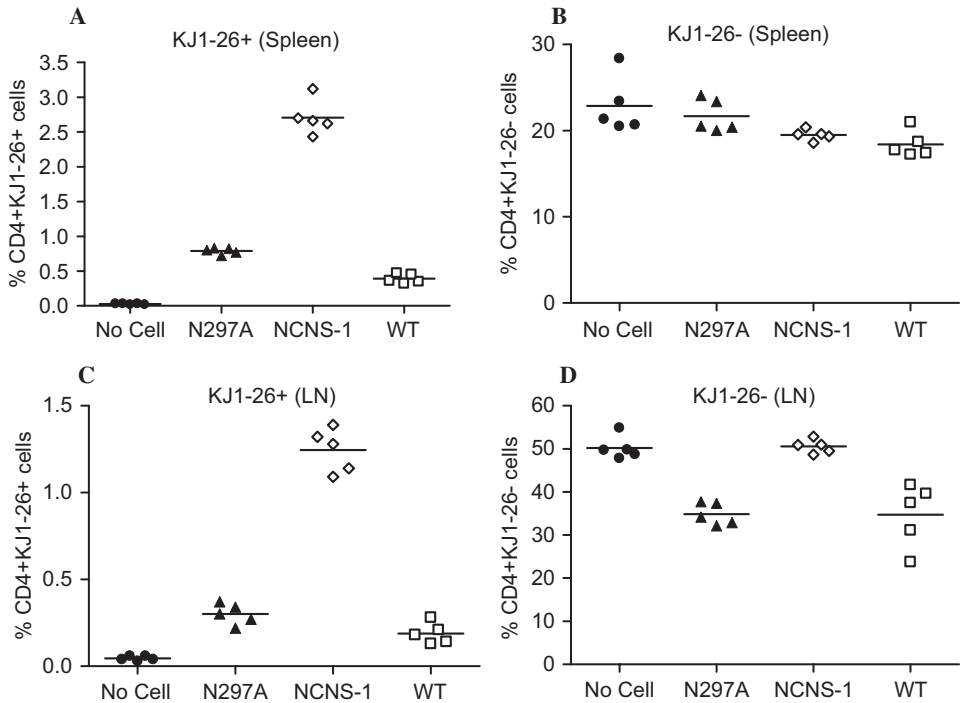 A
KJ1-26+ (Spleen)
% CD4+KJ1-26+ cells
3.5
3.0
2.5
2.0
1.5
1.0
0.5
0.0
No Cell N297A NCNS-1 WT
B
KJ1-26- (Spleen)
% CD4+KJ1-26- cells
30
20
10
0
No Cell N297A NCNS-1 WT
C
KJ1-26+ (LN)
% CD4+KJ1-26+ cells
1.5
1.0
0.5
0.0
No Cell N297A NCNS-1 WT
D
KJ1-26- (LN)
% CD4+KJ1-26- cells
60
50
40
30
20
10
0
No Cell N297A NCNS-1 WT